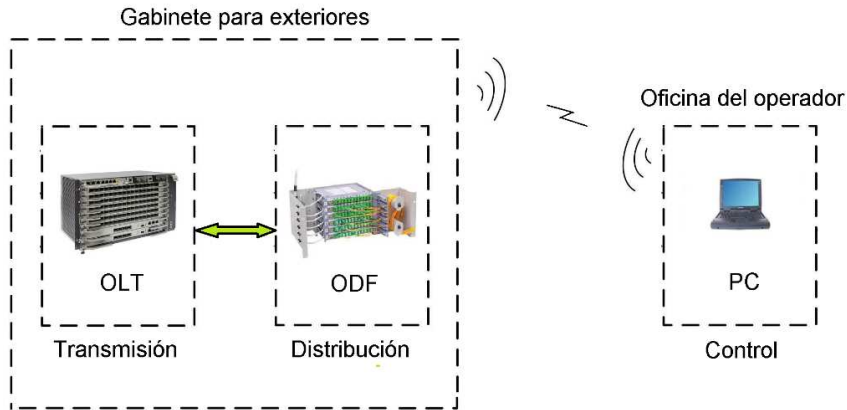 Gabinete para exteriores
Oficina del operador
OLT
ODF
PC
Transmisión
Distribución
Control